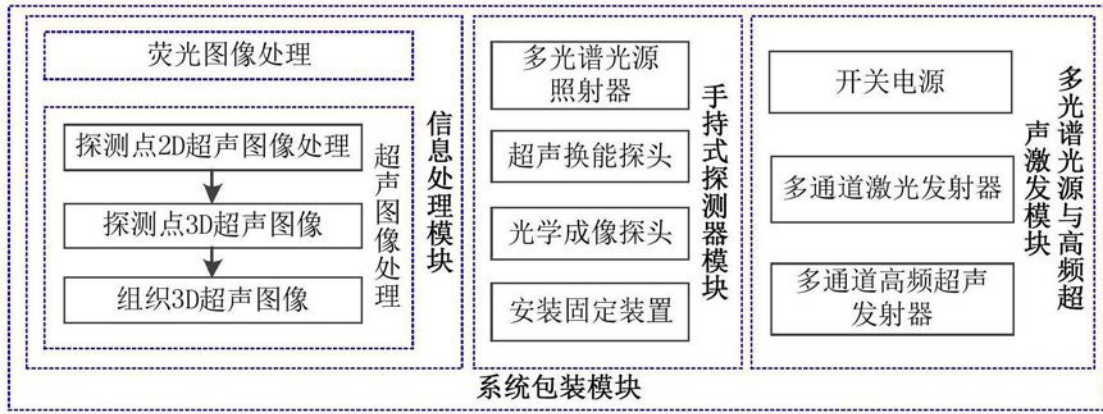 荧光图像处理
探测点2D超声图像处理
探测点3D超声图像
组织3D超声图像
超声图像处理
信息处理模块
多光谱光源
照射器
超声换能探头
光学成像探头
安装固定装置
手持式探测器模块
开关电源
多通道激光发射器
多通道高频超声
发射器
多光谱光源与高频超
声激发模块
系统包装模块